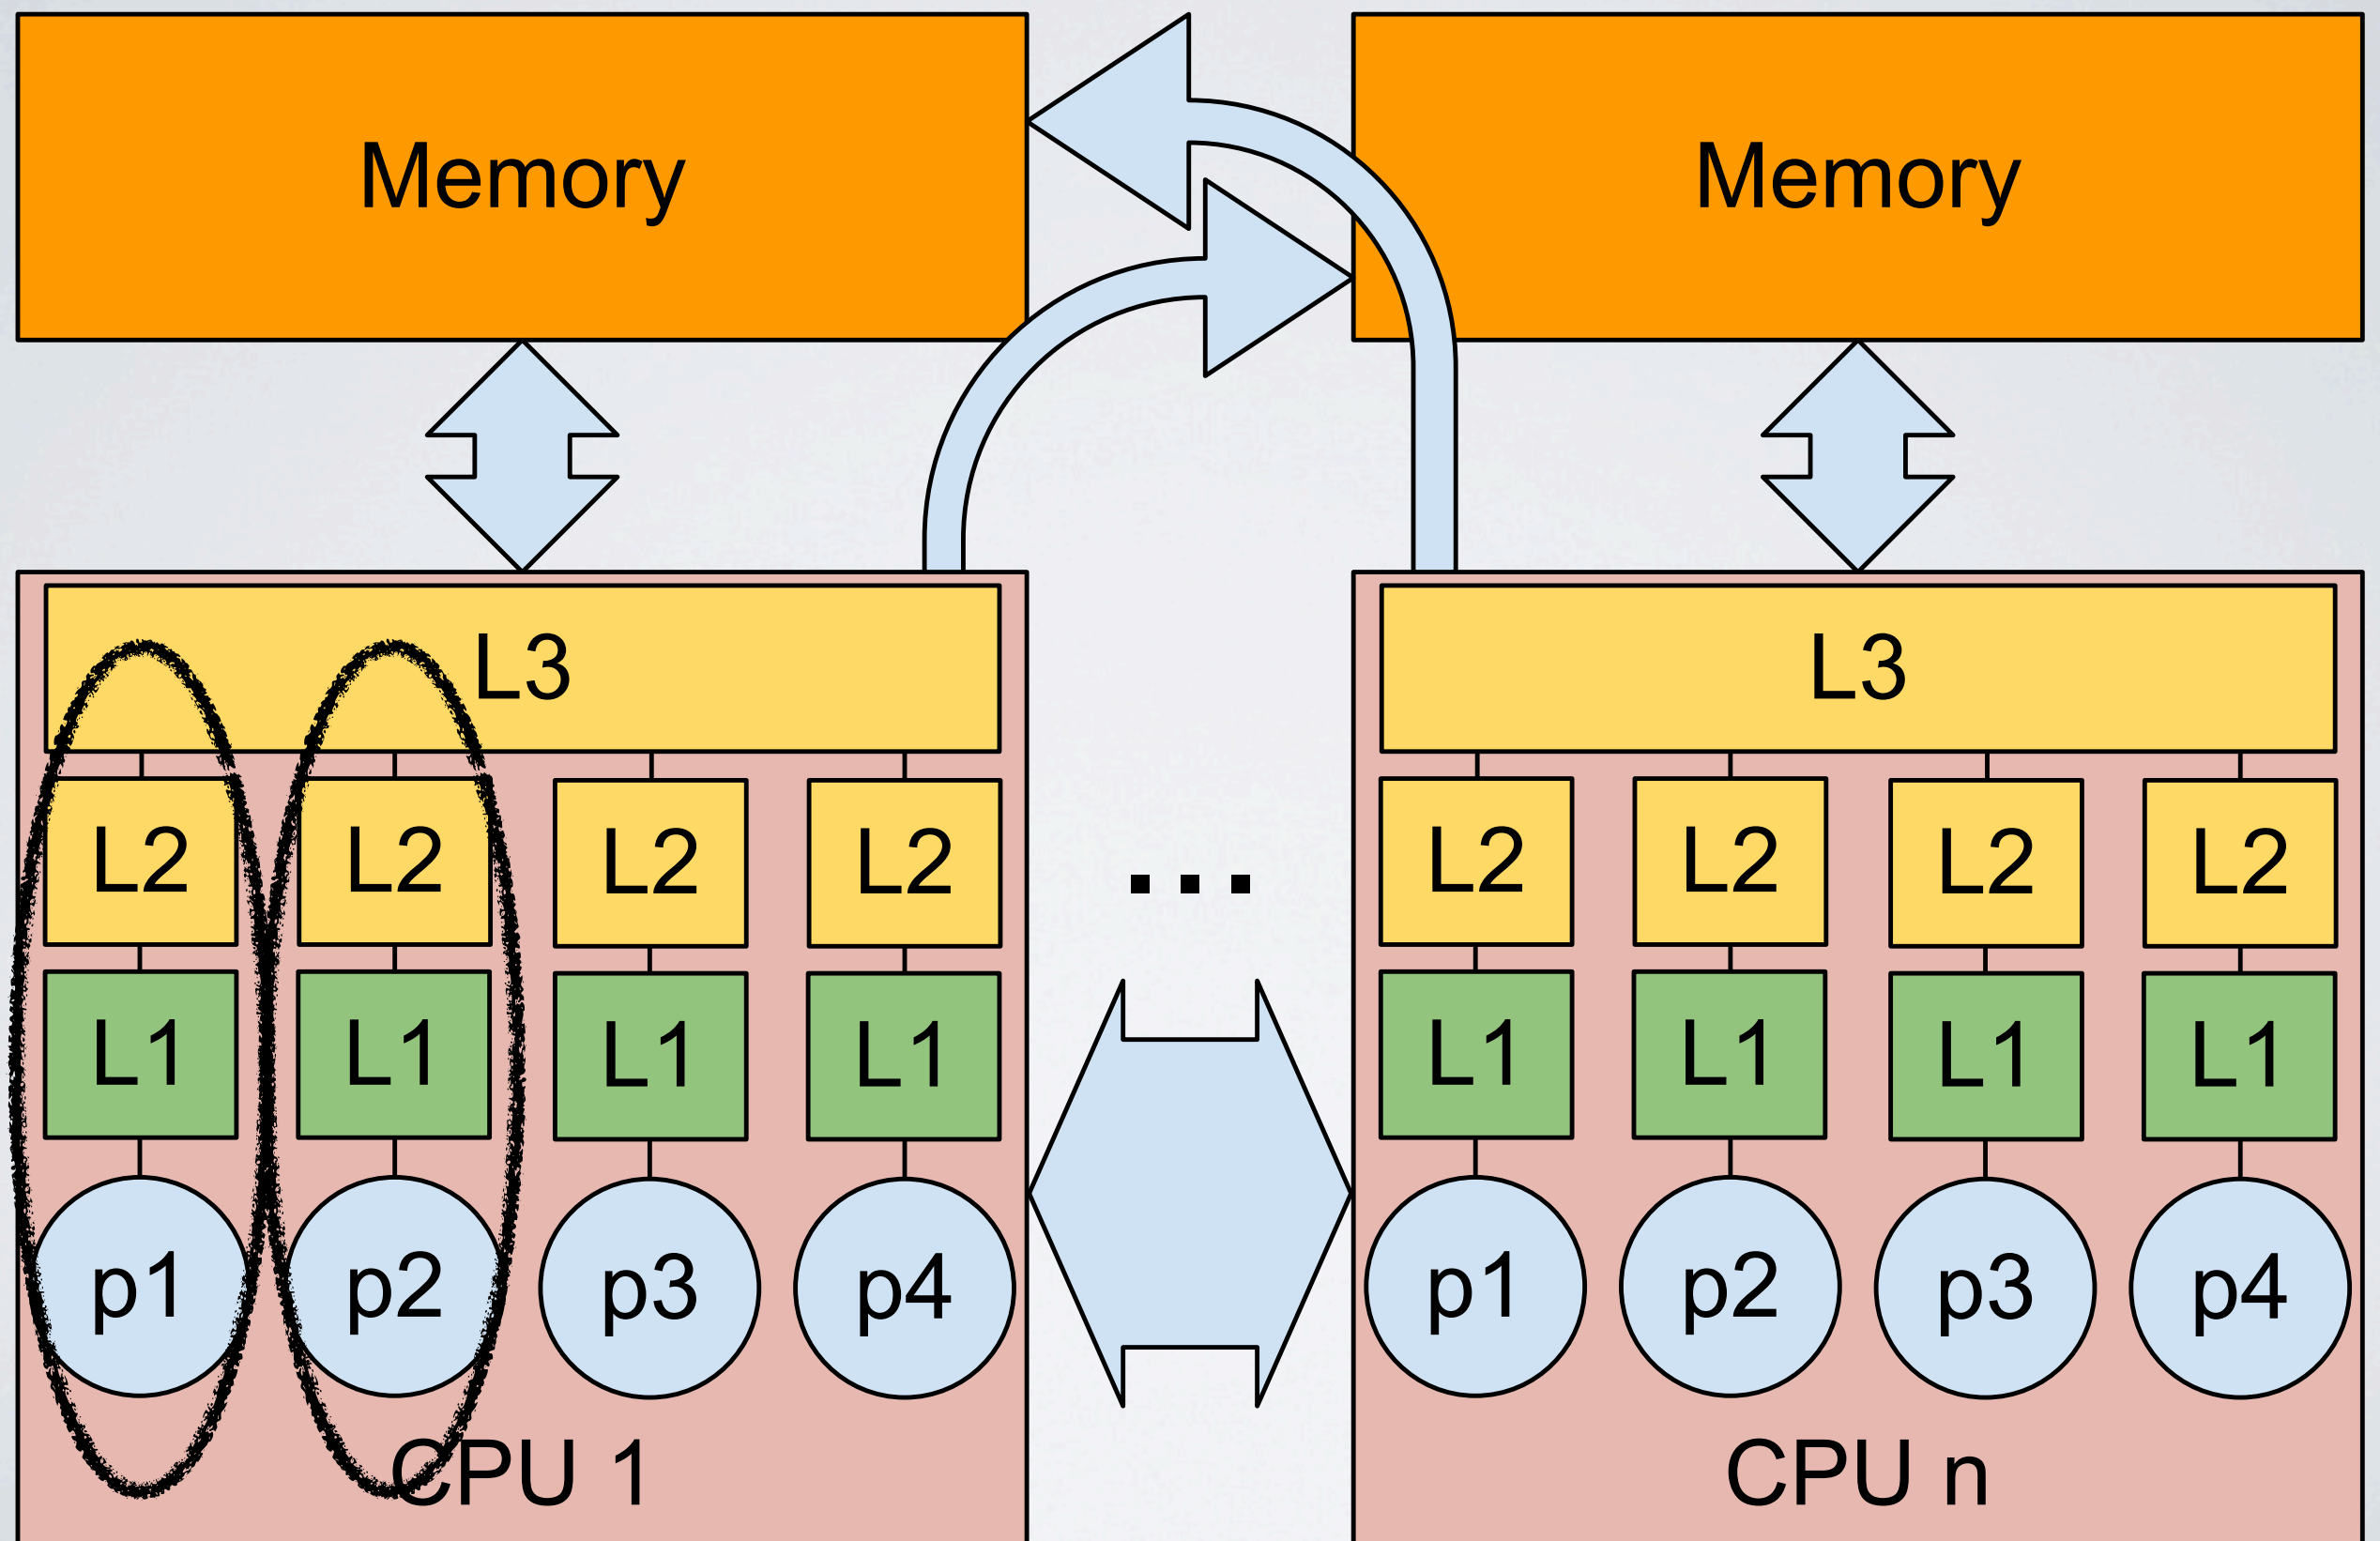 Memory Memory
L3 L3
L2 L2 L2 L2 L2 L2 L2 L2
...
L1 L1 L1 L1 L1 L1 L1 L1
p1 p2 p3 p4 p1 p2 p3 p4
CPU 1 CPU n